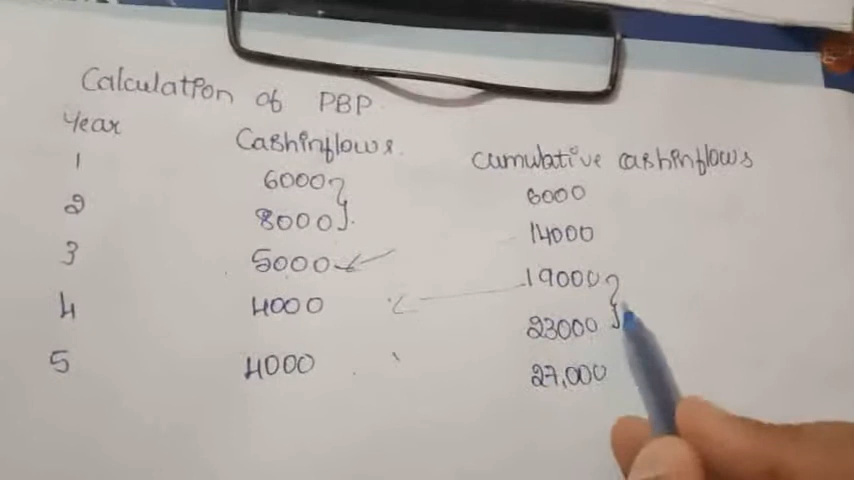 Calculation of PBP
Year Cashinflows Cumulative cashinflows
1 6000 6000
2 8000 14000
3 5000 19000
4 4000 23000
5 4000 27,000